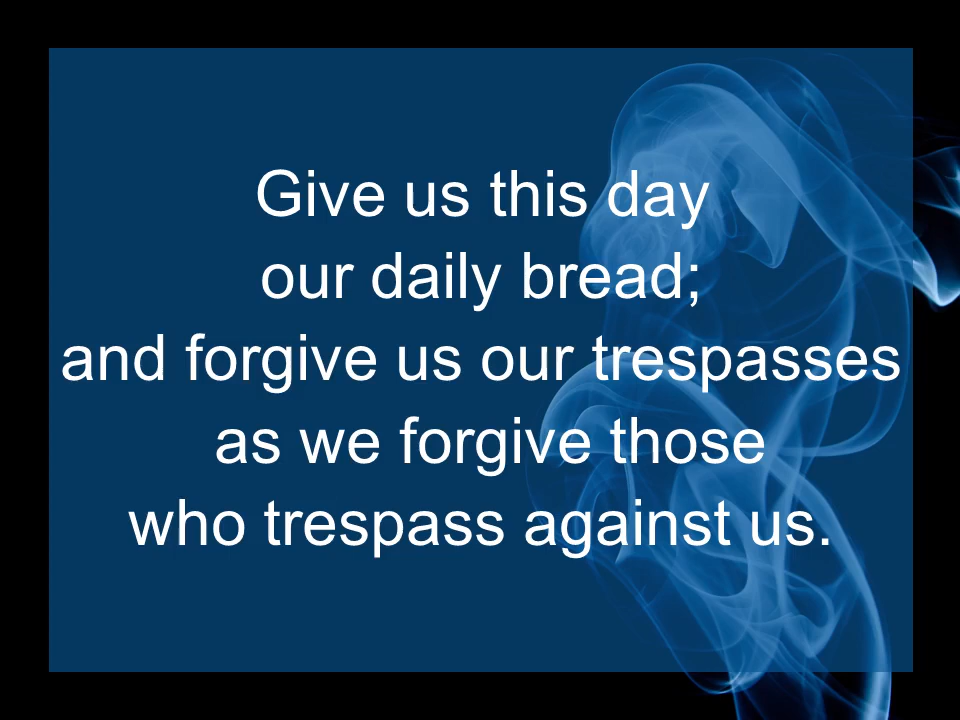 Give us this day
our daily bread;
and forgive us our trespasses
as we forgive those
who trespass against us.